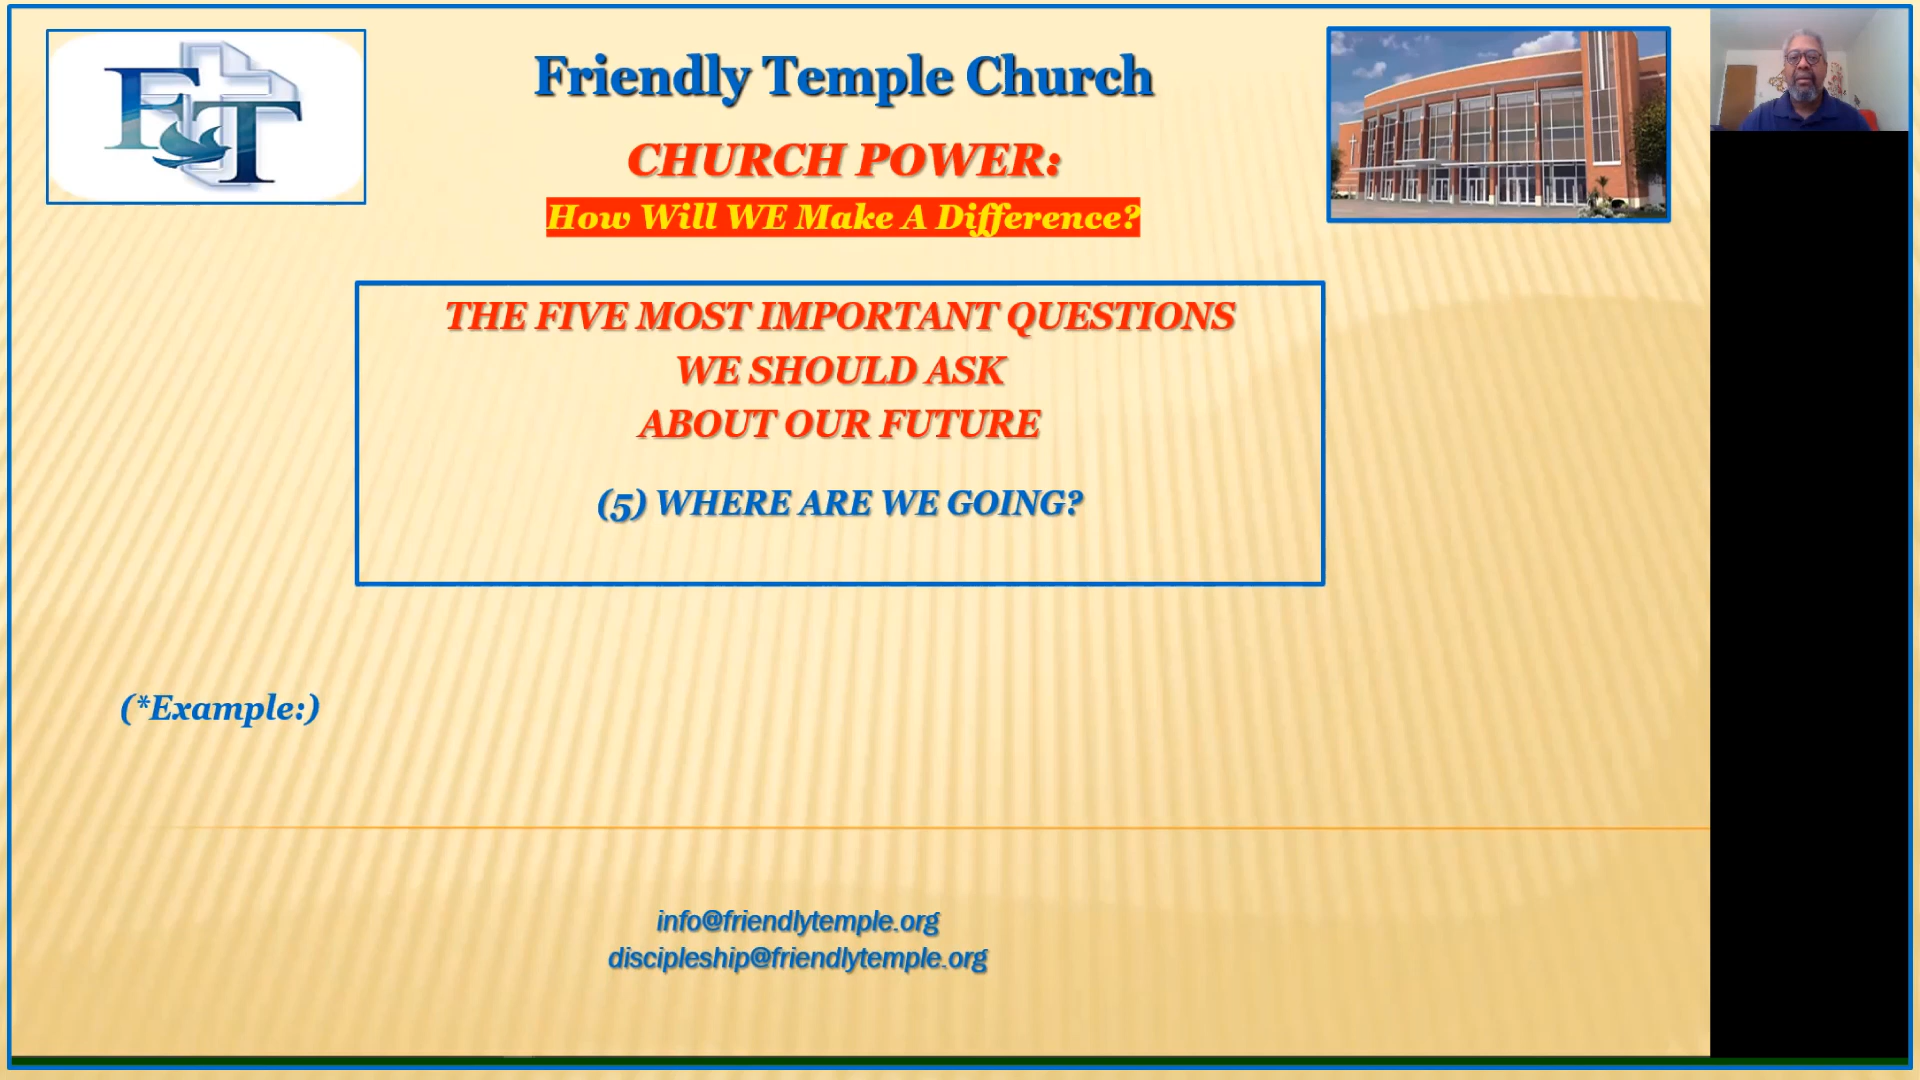 F&T
Friendly Temple Church
CHURCH POWER:
How Will WE Make A Difference?
THE FIVE MOST IMPORTANT QUESTIONS
WE SHOULD ASK
ABOUT OUR FUTURE
(5) WHERE ARE WE GOING?
(*Example:)
info@friendlytemple.org
discipleship@friendlytemple.org